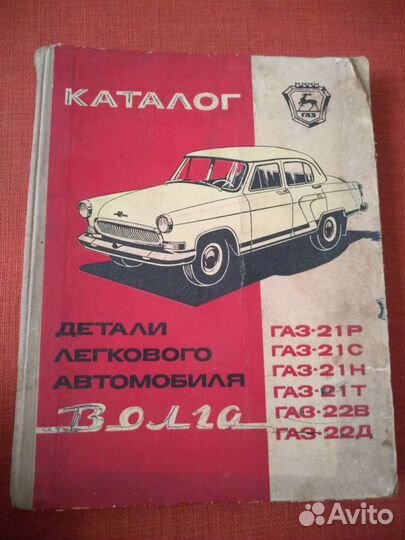 КАТАЛОГ
ГАЗ
ДЕТАЛИ
ЛЕГКОВОГО
АВТОМОБИЛЯ
Волга
ГАЗ-21Р
ГАЗ-21С
ГАЗ-21Н
ГАЗ-21Т
ГАЗ-22В
ГАЗ-22Д
Avito